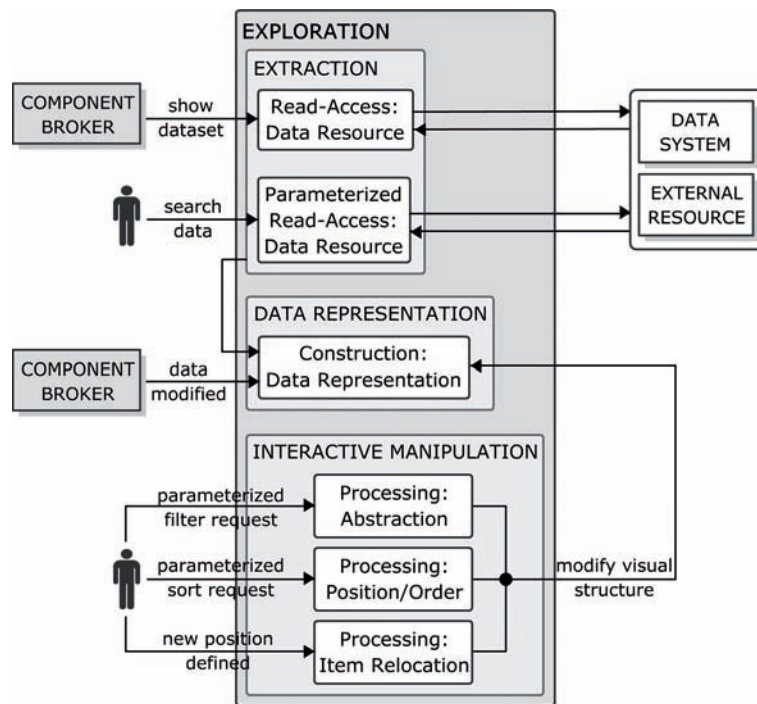 EXPLORATION
EXTRACTION
COMPONENT
BROKER
show
dataset
Read-Access:
Data Resource
DATA
SYSTEM
search
data
Parameterized
Read-Access:
Data Resource
EXTERNAL
RESOURCE
DATA REPRESENTATION
COMPONENT
BROKER
data
modified
Construction:
Data Representation
INTERACTIVE MANIPULATION
parameterized
filter request
Processing:
Abstraction
parameterized
sort request
Processing:
Position/Order
modify visual
structure
new position
defined
Processing:
Item Relocation